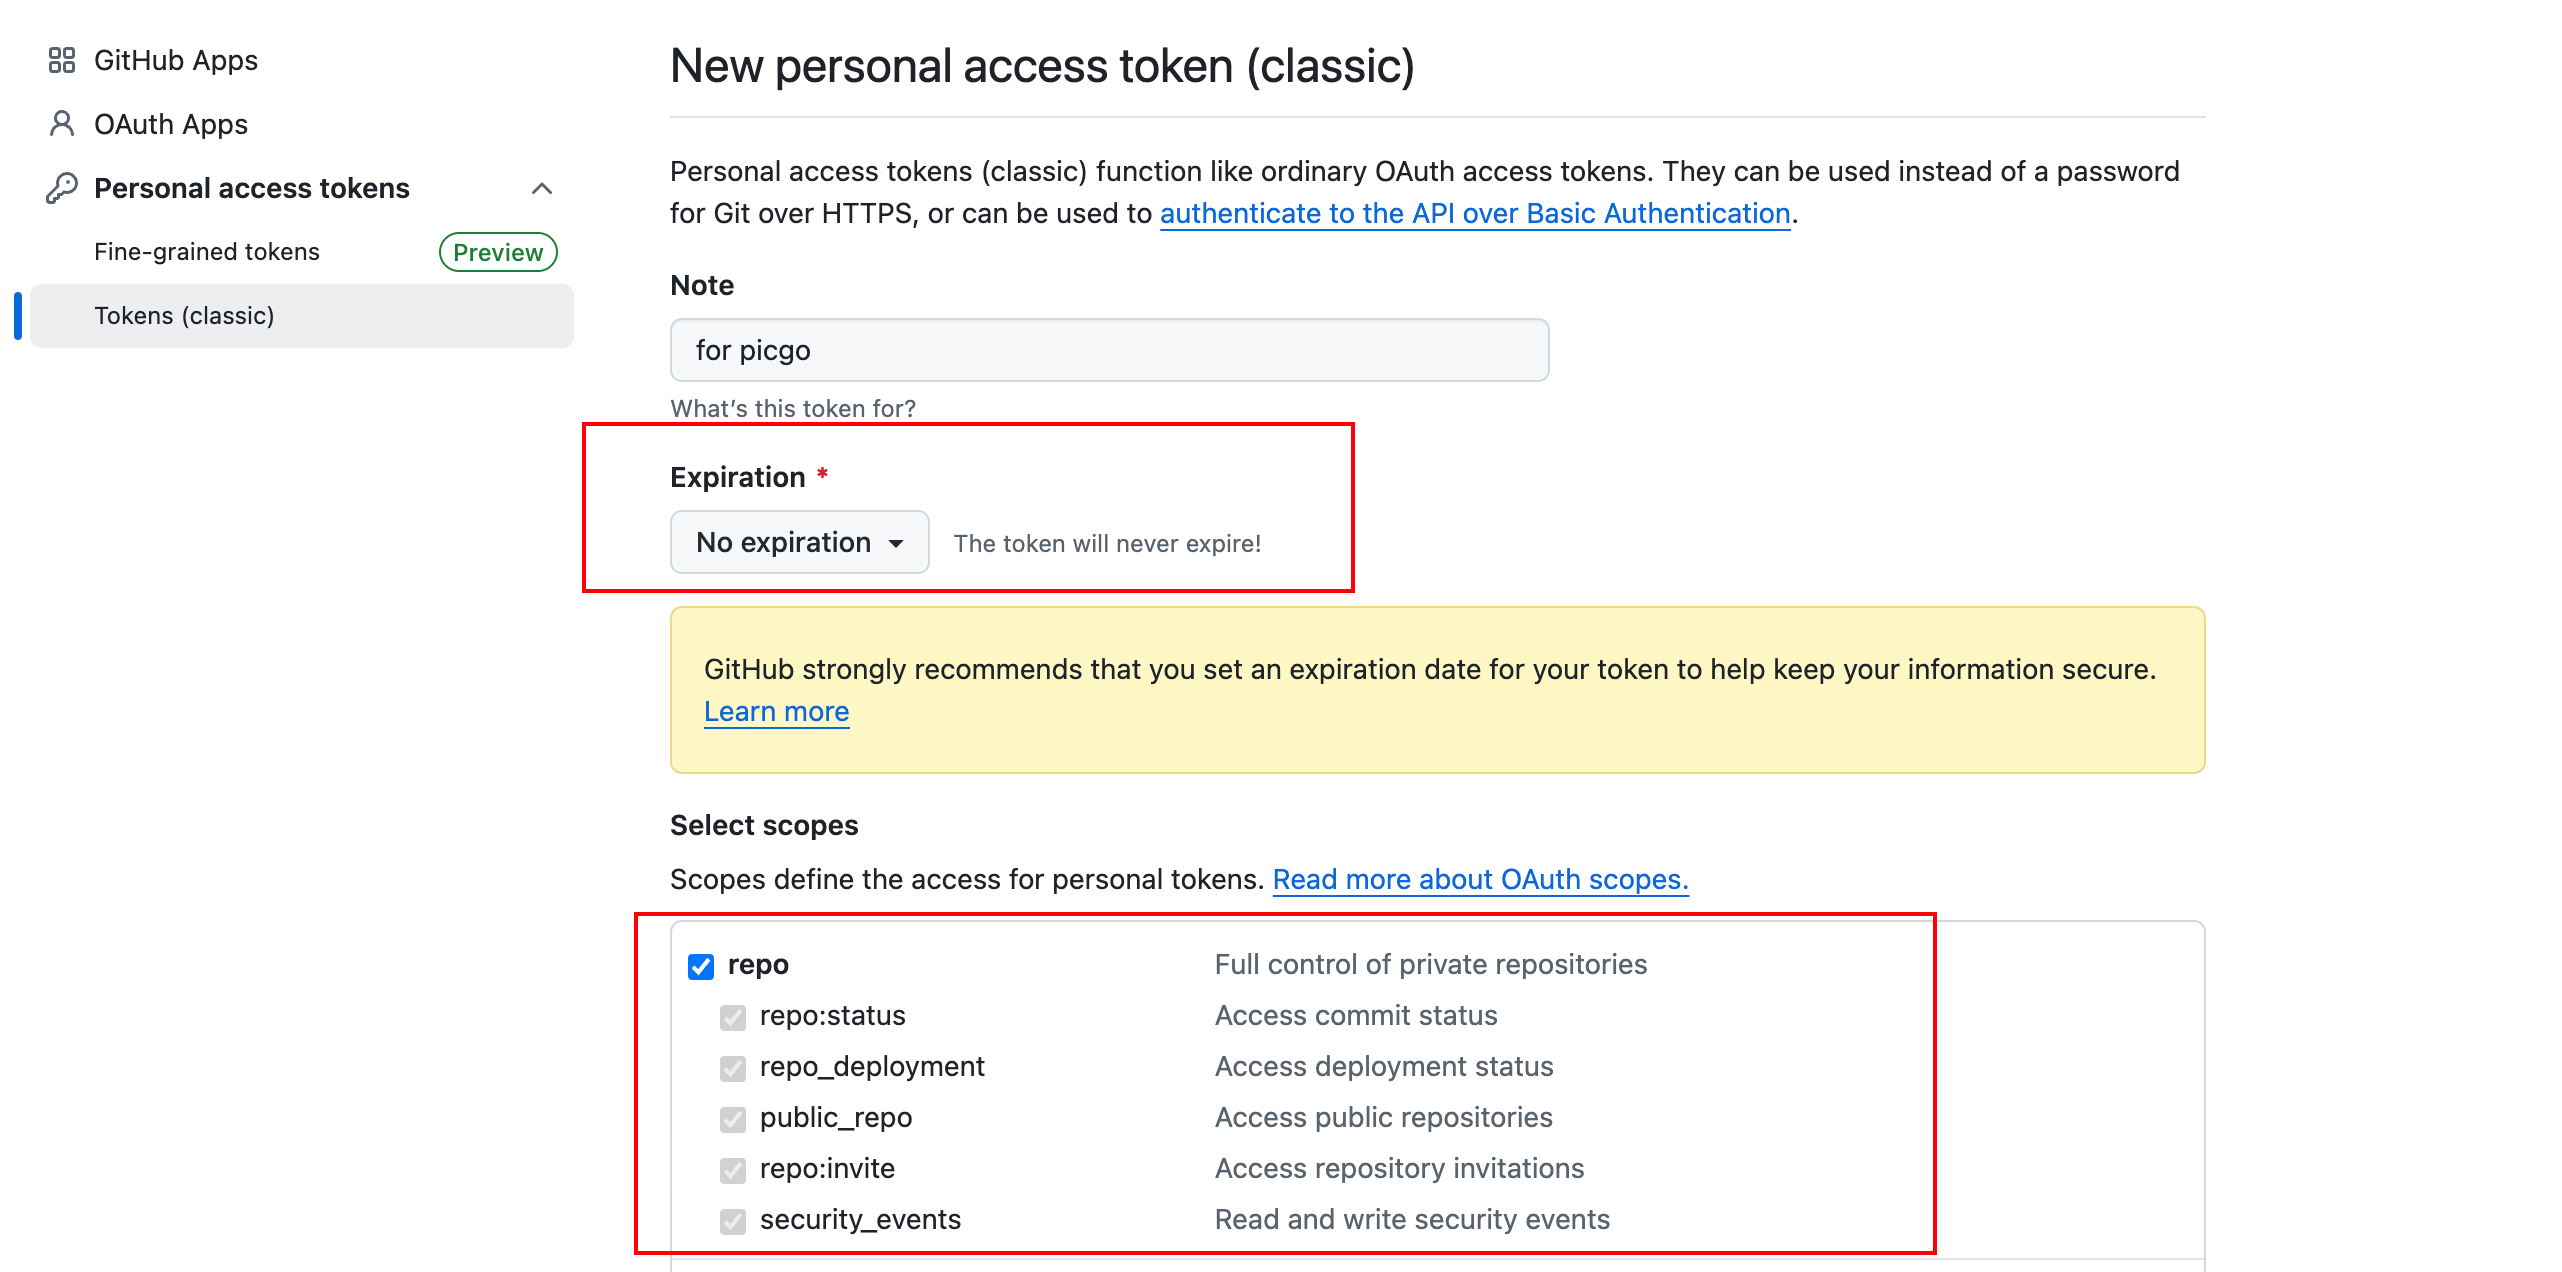 GitHub Apps
OAuth Apps
Personal access tokens
Fine-grained tokens
Preview
Tokens (classic)
New personal access token (classic)
Personal access tokens (classic) function like ordinary OAuth access tokens. They can be used instead of a password
for Git over HTTPS, or can be used to authenticate to the API over Basic Authentication.
Note
for picgo
What's this token for?
Expiration *
No expiration The token will never expire!
GitHub strongly recommends that you set an expiration date for your token to help keep your information secure.
Learn more
Select scopes
Scopes define the access for personal tokens. Read more about OAuth scopes.
repo Full control of private repositories
repo:status Access commit status
repo_deployment Access deployment status
public_repo Access public repositories
repo:invite Access repository invitations
security_events Read and write security events